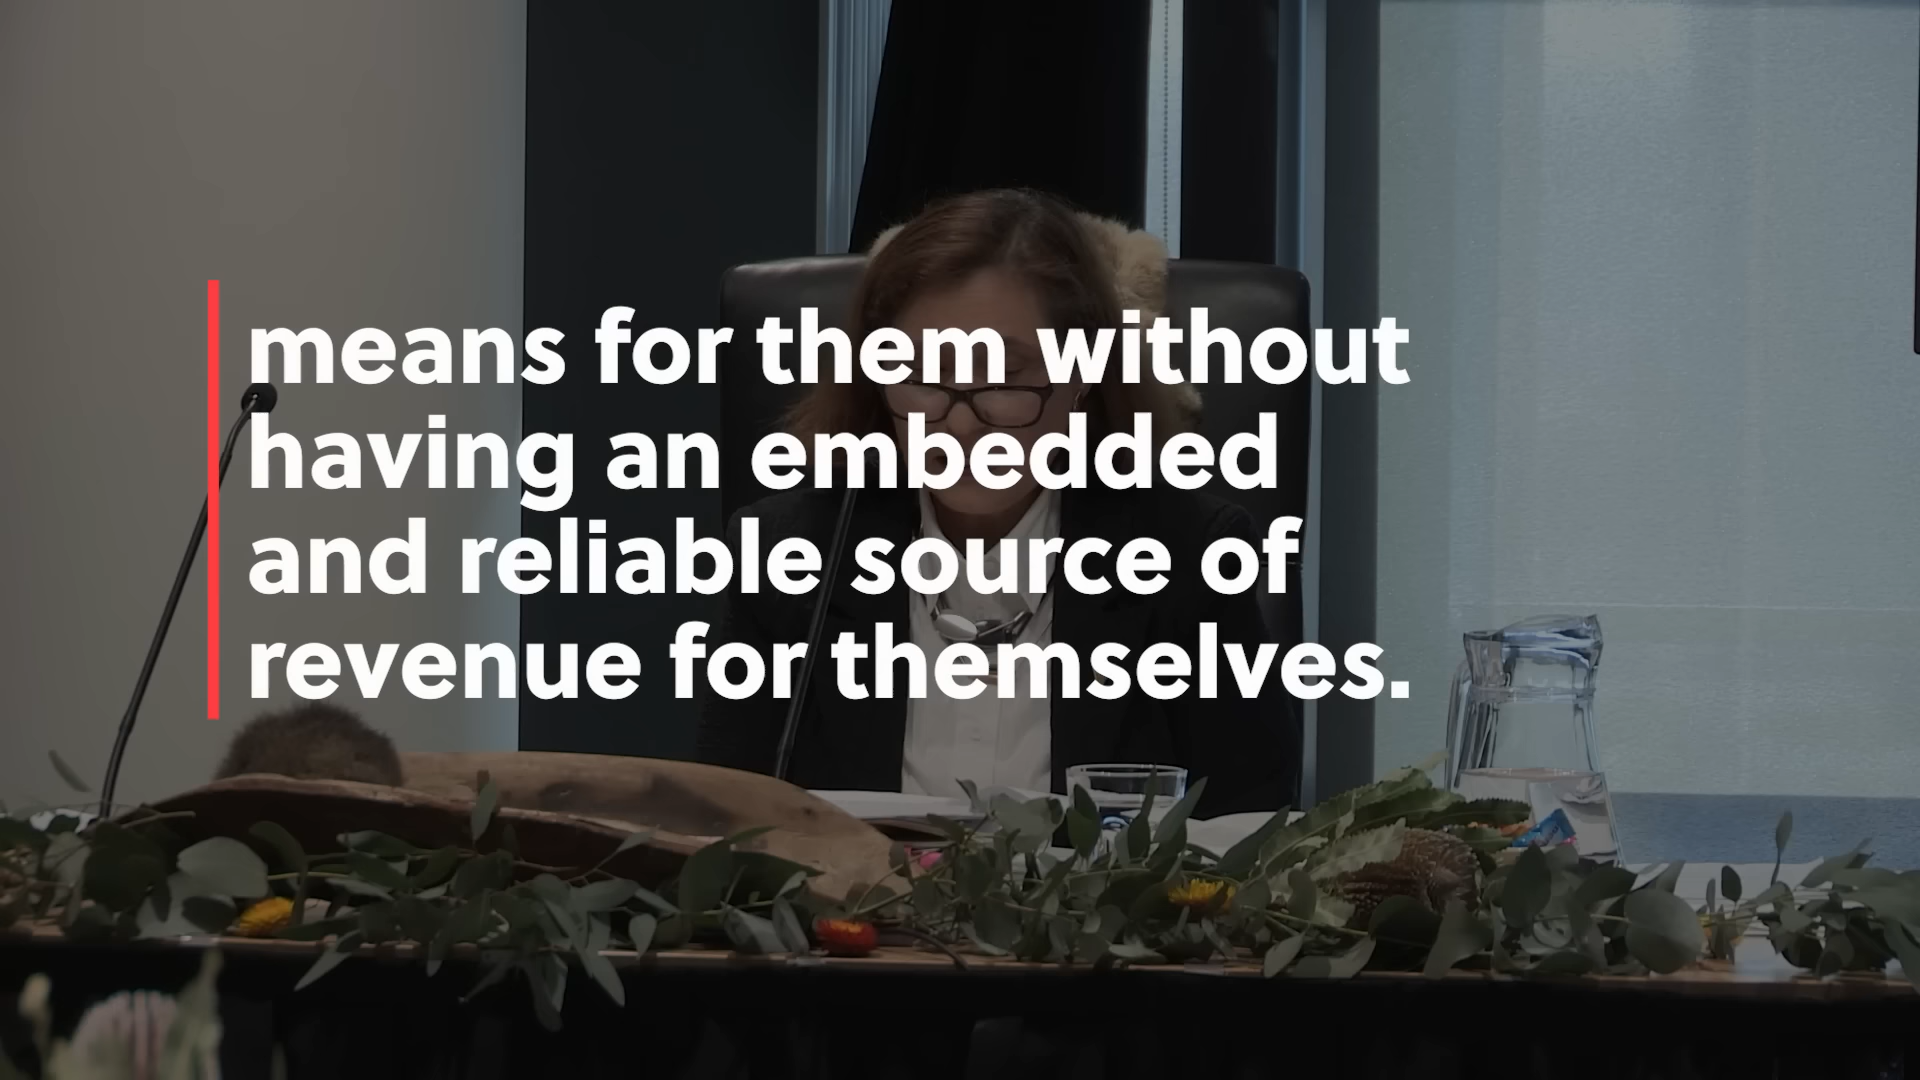 means for them without
having an embedded
and reliable source of
revenue for themselves.